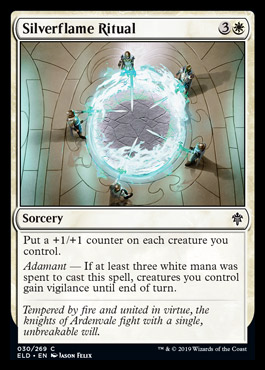 Silverflame Ritual 3
Sorcery
Put a +1/+1 counter on each creature you
control.
Adamant — If at least three white mana was
spent to cast this spell, creatures you control
gain vigilance until end of turn.
Tempered by fire and united in virtue, the
knights of Ardenvale fight with a single,
unbreakable will.
030/269 C
ELD • EN Jason Felix
™ & © 2019 Wizards of the Coast